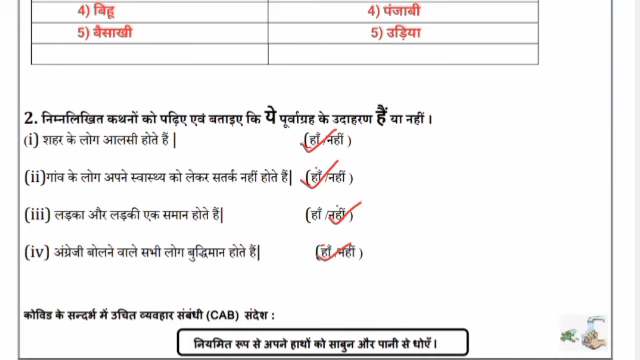 4) बिहू 4) पंजाबी
5) बैसाखी 5) उड़िया
2. निम्नलिखित कथनों को पढ़िए एवं बताइए कि ये पूर्वाग्रह के उदाहरण हैं या नहीं ।
(i) शहर के लोग आलसी होते हैं | (हाँ /नहीं )
(ii)गांव के लोग अपने स्वास्थ्य को लेकर सतर्क नहीं होते हैं| (हाँ /नहीं )
(iii) लड़का और लड़की एक समान होते हैं| (हाँ /नहीं )
(iv) अंग्रेजी बोलने वाले सभी लोग बुद्धिमान होते हैं| (हाँ /नहीं )
कोविड के सन्दर्भ में उचित व्यवहार संबंधी (CAB) संदेश :
नियमित रूप से अपने हाथों को साबुन और पानी से धोएँ ।